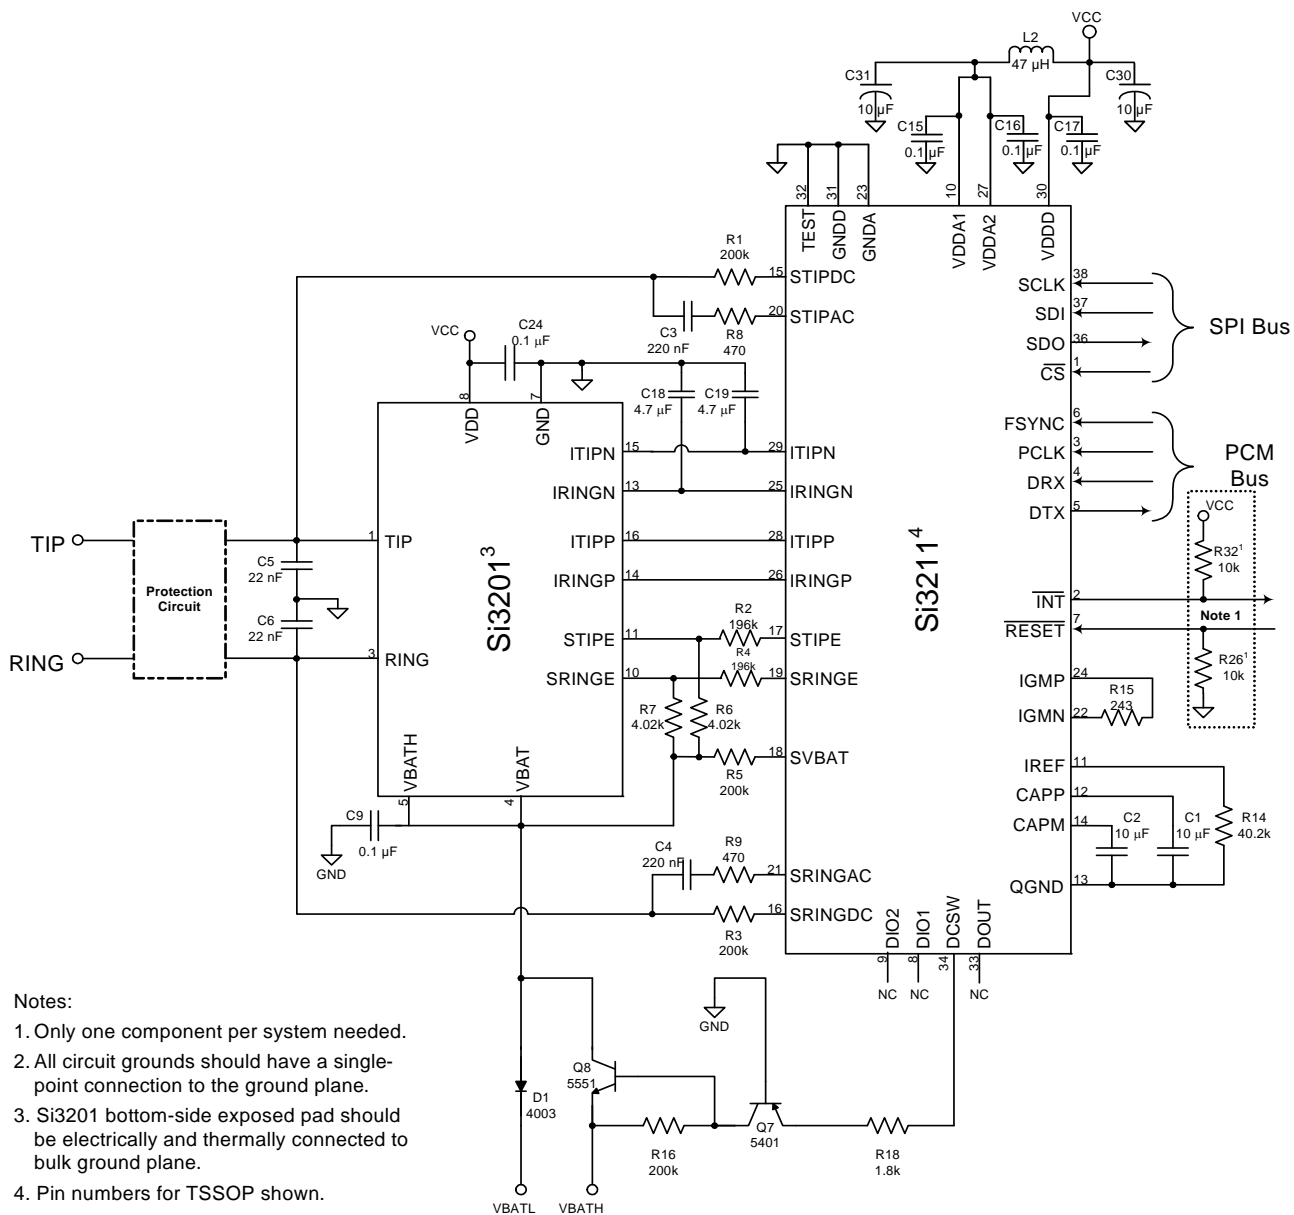 VCC
L2
47 µH
C31
10 µF
C30
10 µF
C15
0.1 µF
C16
0.1 µF
C17
0.1 µF
32
31
23
10
27
30
TEST
GNDD
GNDA
VDDA1
VDDA2
VDDD
R1
200k
15
STIPDC
C3
220 nF
R8
470
20
STIPAC
38
SCLK
37
SDI
36
SDO
1
CS
SPI Bus
VCC
C24
0.1 µF
8
7
VDD
GND
C18
4.7 µF
C19
4.7 µF
6
FSYNC
3
PCLK
4
DRX
5
DTX
PCM
Bus
ITIPN
15
29
ITIPN
IRINGN
13
25
IRINGN
ITIPP
16
28
ITIPP
IRINGP
14
26
IRINGP
STIPE
11
R2
196k
17
STIPE
SRINGE
10
R4
196k
19
SRINGE
R7
4.02k
R6
4.02k
R5
200k
18
SVBAT
TIP
RING
Protection
Circuit
C5
22 nF
C6
22 nF
1
TIP
3
RING
Si3201³
Si3211⁴
VCC
R32¹
10k
INT
2
Note 1
RESET
7
R26¹
10k
IGMP
24
R15
243
IGMN
22
IREF
11
CAPP
12
CAPM
14
C2
10 µF
C1
10 µF
R14
40.2k
QGND
13
VBATH
5
VBAT
4
C9
0.1 µF
GND
C4
220 nF
R9
470
21
SRINGAC
R3
200k
16
SRINGDC
DIO2
DIO1
DCSW
DOUT
9
8
34
33
NC
NC
NC
GND
Q8
5551
D1
4003
R16
200k
Q7
5401
R18
1.8k
VBATL
VBATH
Notes:
1. Only one component per system needed.
2. All circuit grounds should have a single-
point connection to the ground plane.
3. Si3201 bottom-side exposed pad should
be electrically and thermally connected to
bulk ground plane.
4. Pin numbers for TSSOP shown.